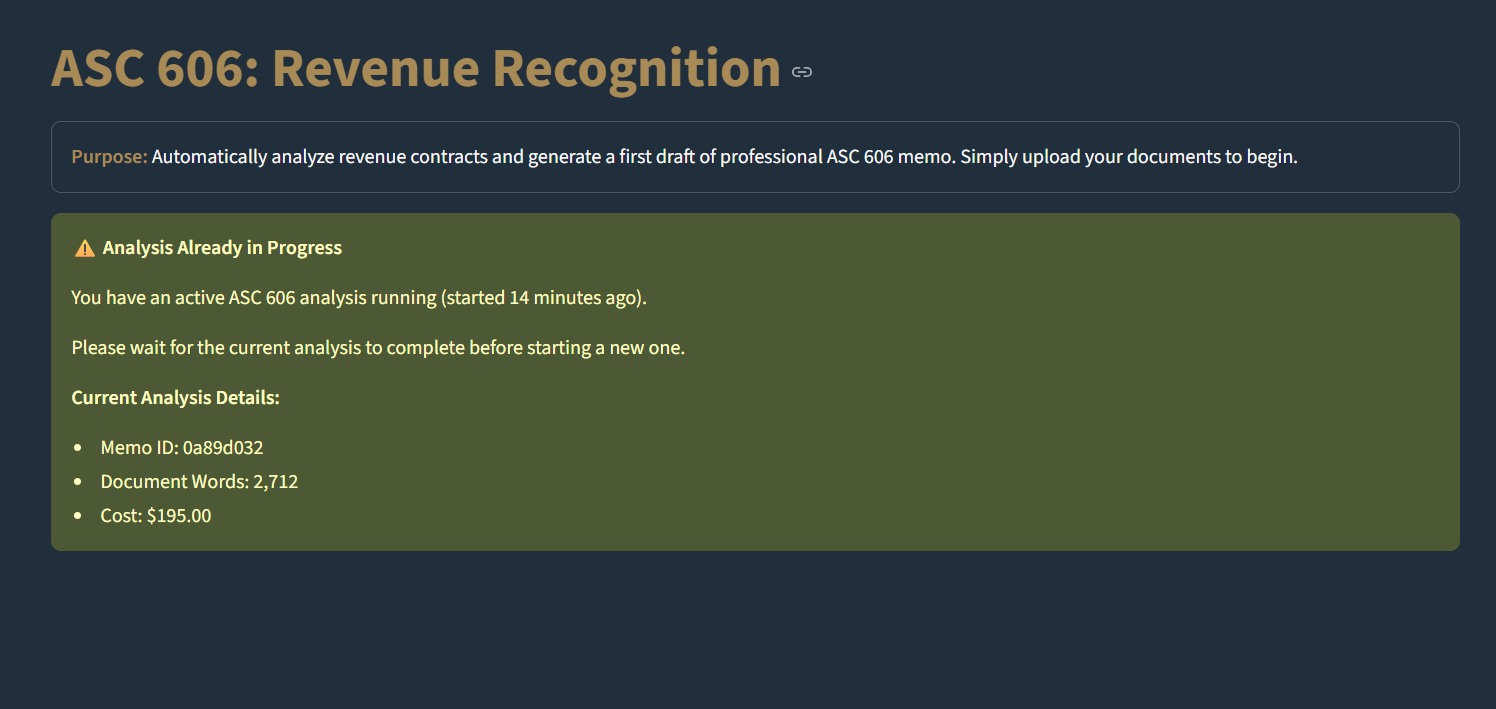 ASC 606: Revenue Recognition
Purpose: Automatically analyze revenue contracts and generate a first draft of professional ASC 606 memo. Simply upload your documents to begin.
⚠️ Analysis Already in Progress
You have an active ASC 606 analysis running (started 14 minutes ago).
Please wait for the current analysis to complete before starting a new one.
Current Analysis Details:
• Memo ID: 0a89d032
• Document Words: 2,712
• Cost: $195.00